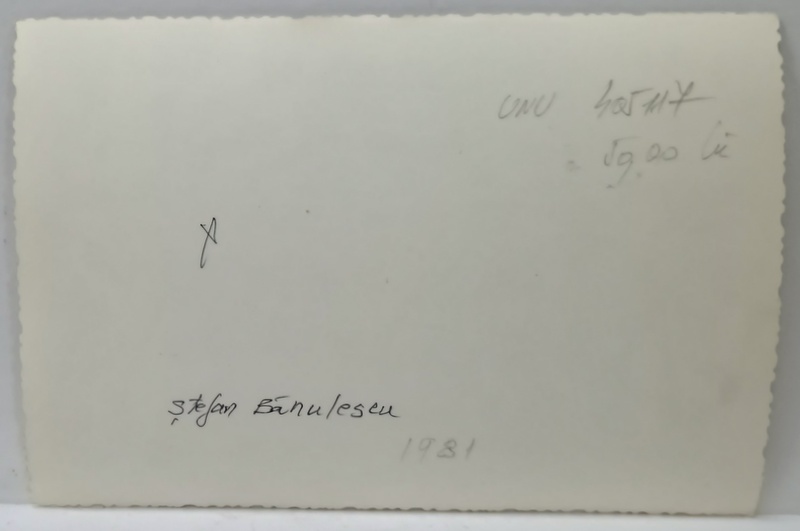 UNU 405117
59,00 lei
x
Ștefan Bănulescu
1981